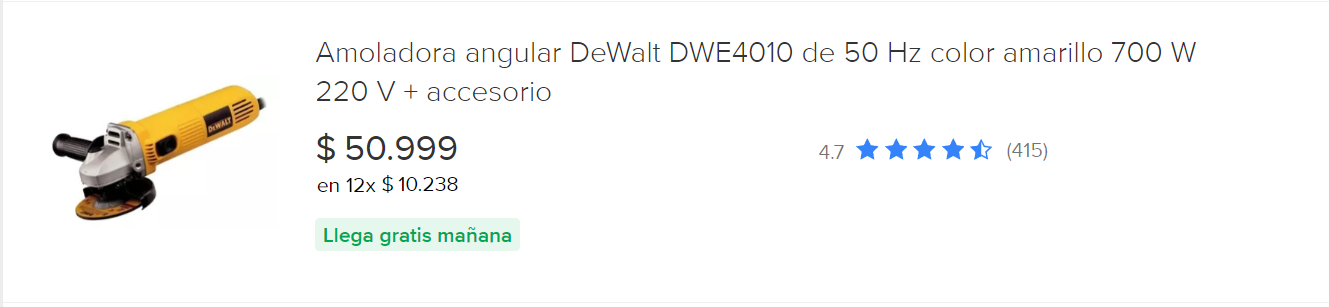 Amoladora angular DeWalt DWE4010 de 50 Hz color amarillo 700 W
220 V + accesorio
$ 50.999
4.7 (415)
en 12x $ 10.238
Llega gratis mañana
DEWALT